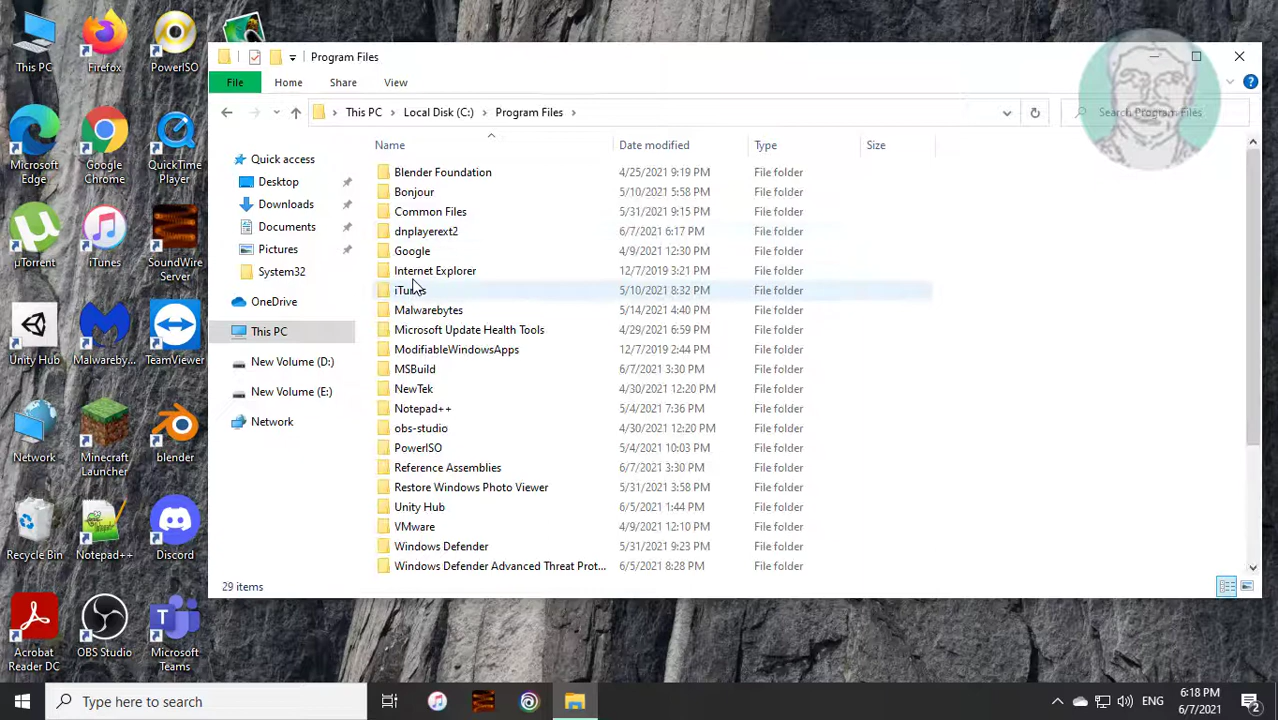 This PC
Firefox
PowerISO
Microsoft
Edge
Google
Chrome
QuickTime
Player
µTorrent
iTunes
SoundWire
Server
Unity Hub
Malwareby...
TeamViewer
Network
Minecraft
Launcher
blender
Recycle Bin
Notepad++
Discord
Acrobat
Reader DC
OBS Studio
Microsoft
Teams
Program Files
File Home Share View
This PC > Local Disk (C:) > Program Files >
Search Program Files
Quick access
Desktop
Downloads
Documents
Pictures
System32
OneDrive
This PC
New Volume (D:)
New Volume (E:)
Network
Name Date modified Type Size
Blender Foundation 4/25/2021 9:19 PM File folder
Bonjour 5/10/2021 5:58 PM File folder
Common Files 5/31/2021 9:15 PM File folder
dnplayerext2 6/7/2021 6:17 PM File folder
Google 4/9/2021 12:30 PM File folder
Internet Explorer 12/7/2019 3:21 PM File folder
iTunes 5/10/2021 8:32 PM File folder
Malwarebytes 5/14/2021 4:40 PM File folder
Microsoft Update Health Tools 4/29/2021 6:59 PM File folder
ModifiableWindowsApps 12/7/2019 2:44 PM File folder
MSBuild 6/7/2021 3:30 PM File folder
NewTek 4/30/2021 12:20 PM File folder
Notepad++ 5/4/2021 7:36 PM File folder
obs-studio 4/30/2021 12:20 PM File folder
PowerISO 5/4/2021 10:03 PM File folder
Reference Assemblies 6/7/2021 3:30 PM File folder
Restore Windows Photo Viewer 5/31/2021 3:58 PM File folder
Unity Hub 6/5/2021 1:44 PM File folder
VMware 4/9/2021 12:10 PM File folder
Windows Defender 5/31/2021 9:23 PM File folder
Windows Defender Advanced Threat Prot... 6/5/2021 8:28 PM File folder
29 items
Type here to search
ENG
6:18 PM
6/7/2021
2